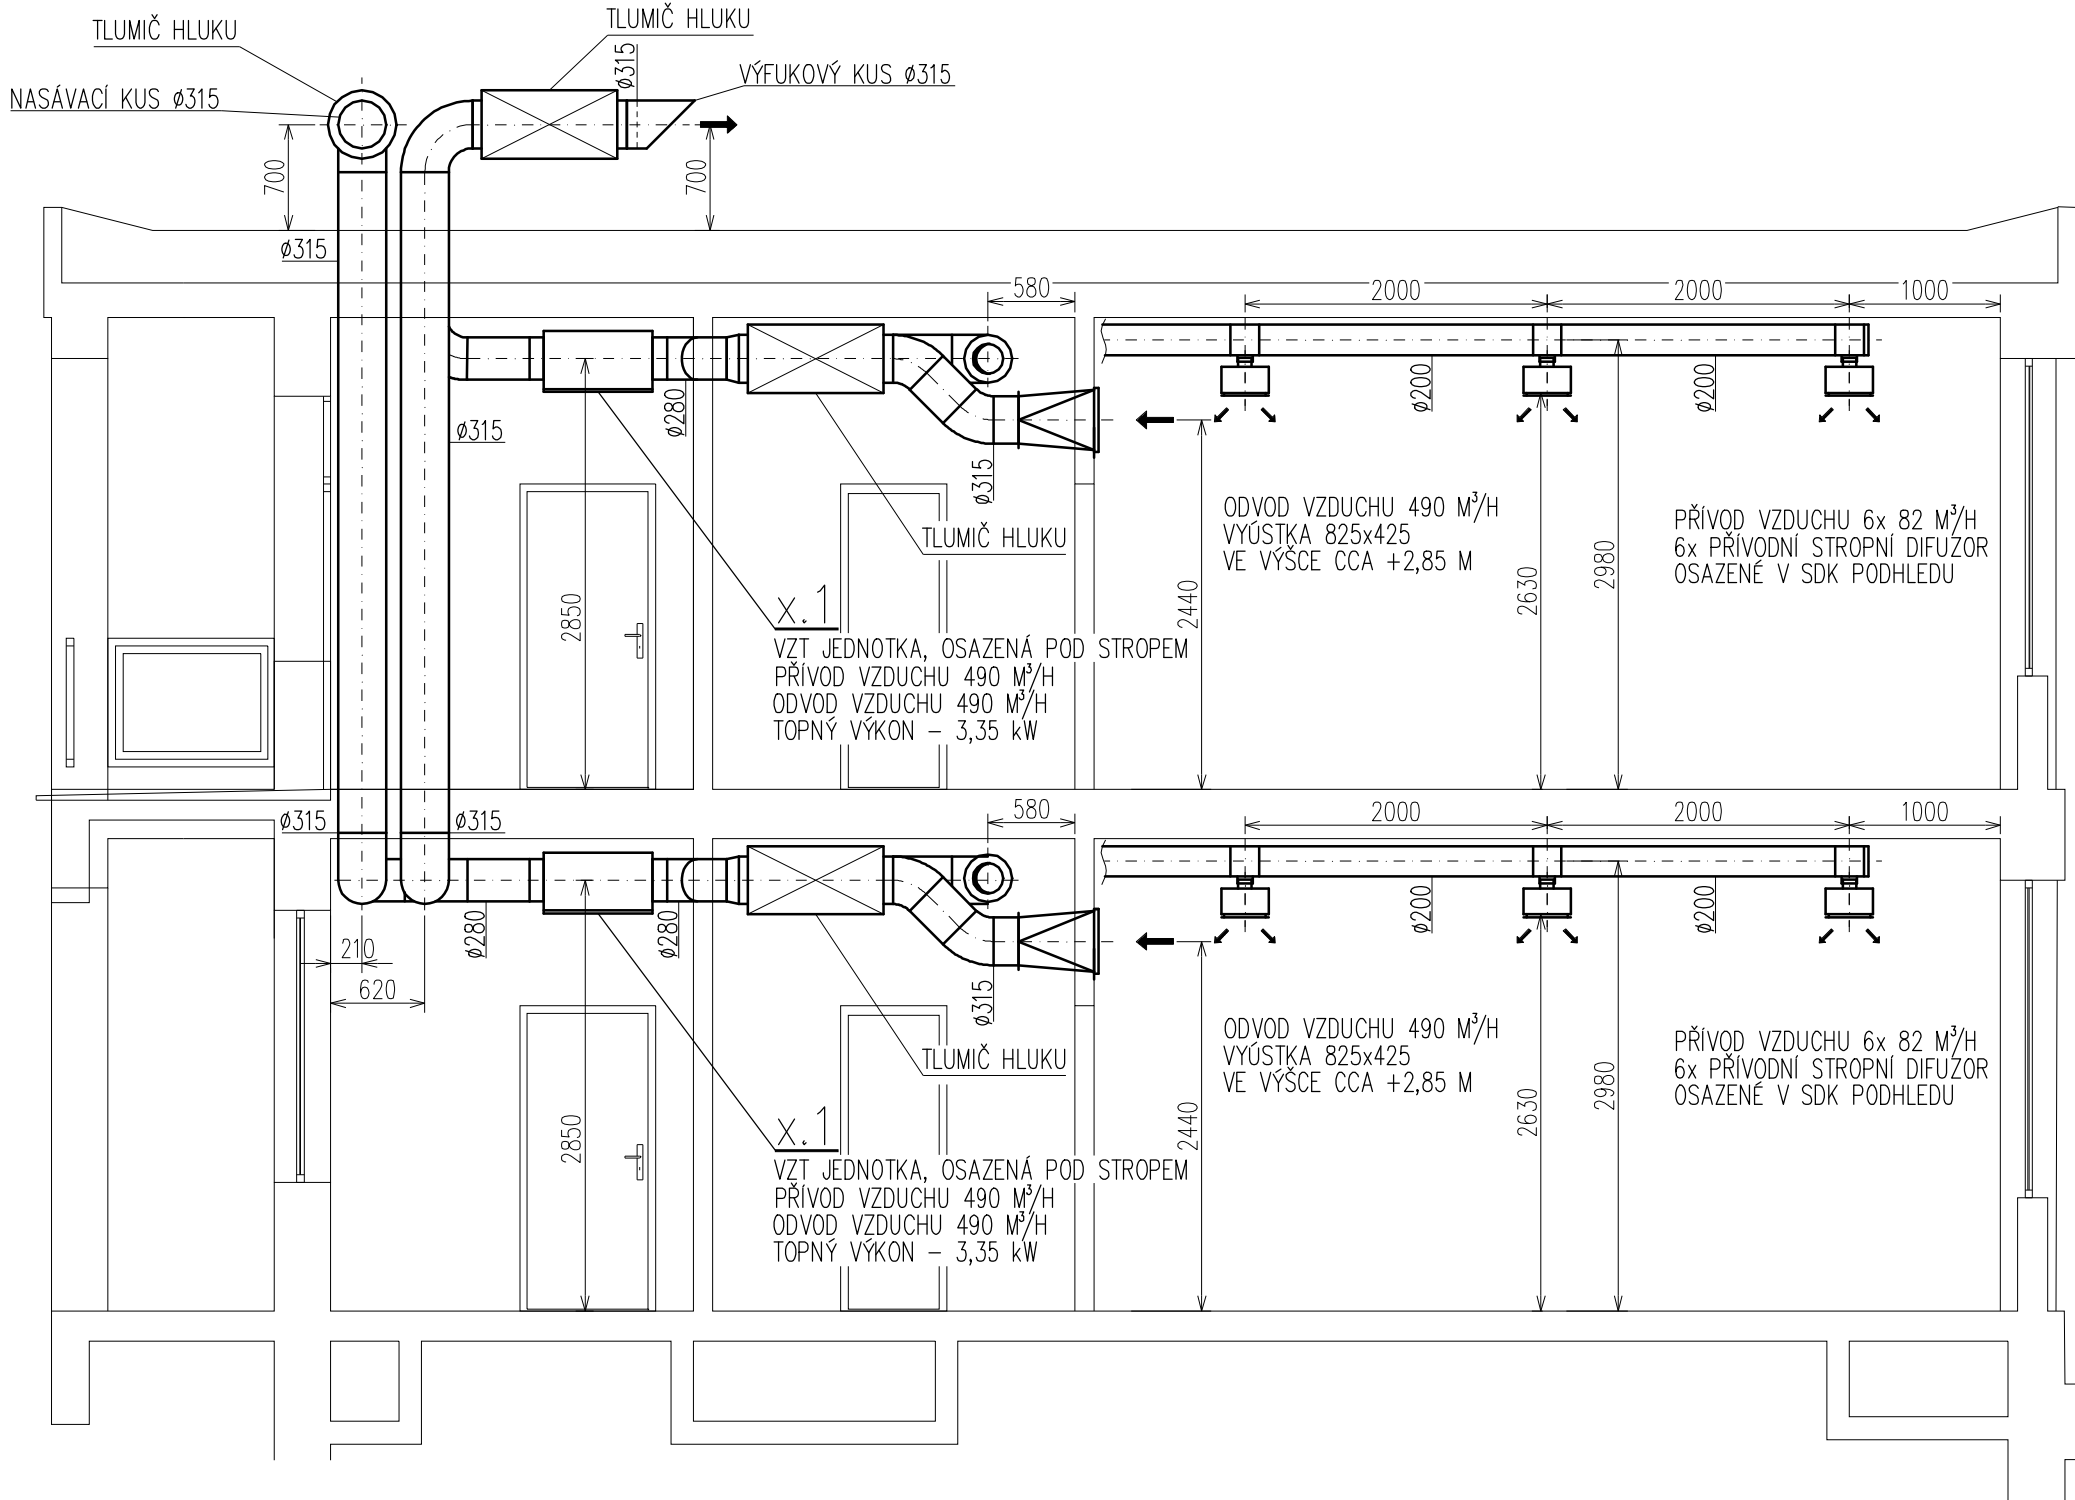 TLUMIČ HLUKU
TLUMIČ HLUKU
NASÁVACÍ KUS ø315
ø315
VÝFUKOVÝ KUS ø315
700
700
ø315
580
2000
2000
1000
ø280
ø315
ø200
ø200
ø315
TLUMIČ HLUKU
ODVOD VZDUCHU 490 M³/H
VYÚSTKA 825x425
VE VÝŠCE CCA +2,85 M
PŘÍVOD VZDUCHU 6x 82 M³/H
6x PŘÍVODNÍ STROPNÍ DIFUZOR
OSAZENÉ V SDK PODHLEDU
2850
2440
2630
2980
X.1
VZT JEDNOTKA, OSAZENÁ POD STROPEM
PŘÍVOD VZDUCHU 490 M³/H
ODVOD VZDUCHU 490 M³/H
TOPNÝ VÝKON – 3,35 kW
ø315
ø315
580
2000
2000
1000
ø280
ø280
ø200
ø200
210
620
ø315
TLUMIČ HLUKU
ODVOD VZDUCHU 490 M³/H
VYÚSTKA 825x425
VE VÝŠCE CCA +2,85 M
PŘÍVOD VZDUCHU 6x 82 M³/H
6x PŘÍVODNÍ STROPNÍ DIFUZOR
OSAZENÉ V SDK PODHLEDU
2850
2440
2630
2980
X.1
VZT JEDNOTKA, OSAZENÁ POD STROPEM
PŘÍVOD VZDUCHU 490 M³/H
ODVOD VZDUCHU 490 M³/H
TOPNÝ VÝKON – 3,35 kW